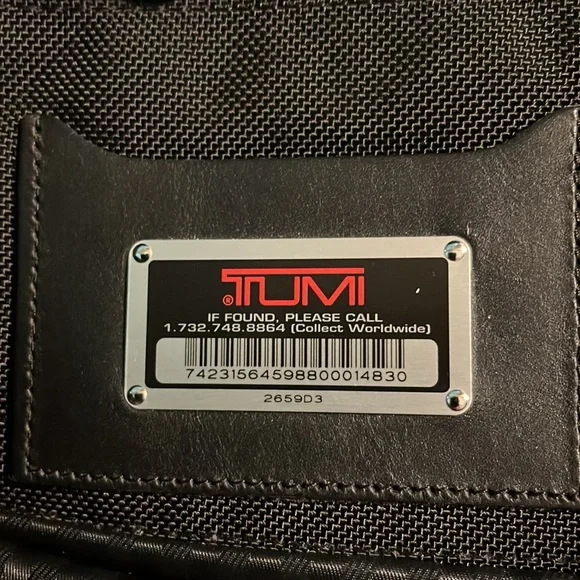 ®TUMI
IF FOUND, PLEASE CALL
1.732.748.8864 (Collect Worldwide)
74231564598800014830
2659D3